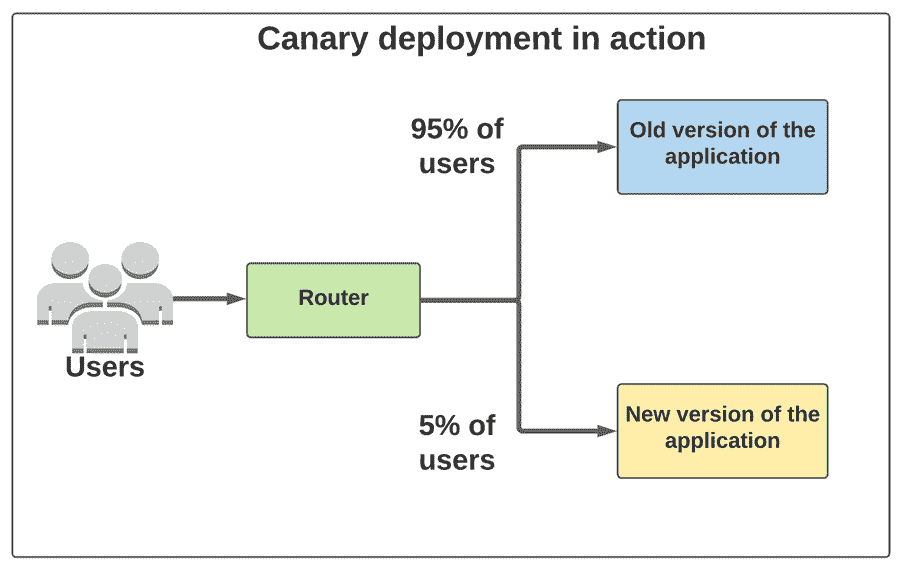 Canary deployment in action
95% of
users
Old version of the
application
Router
Users
5% of
users
New version of the
application